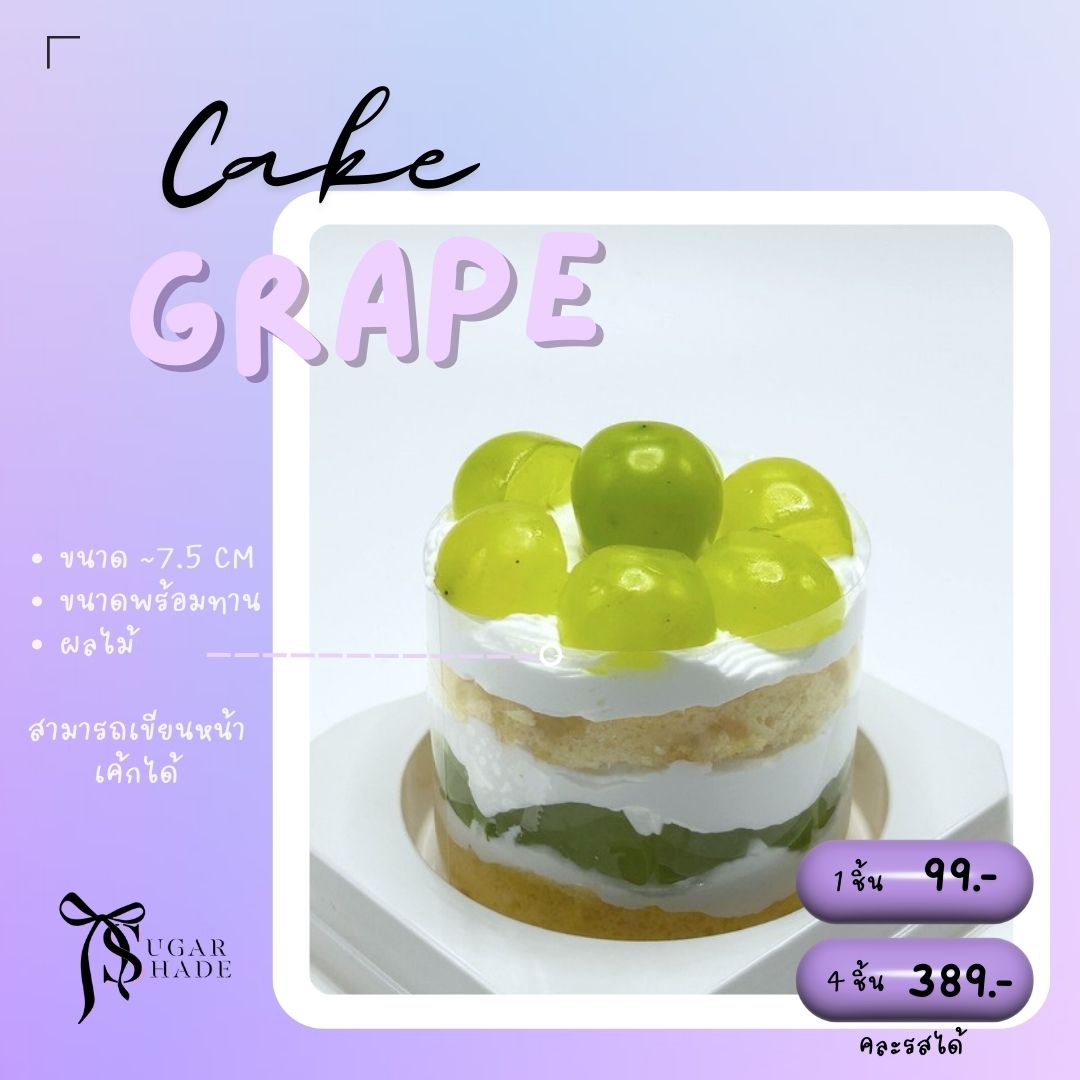 Cake
GRAPE
• ขนาด ~7.5 CM
• ขนาดพร้อมทาน
• ผลไม้
สามารถเขียนหน้า
เค้กได้
SUGAR
SHADE
1 ชิ้น 99.-
4 ชิ้น 389.-
คละรสได้